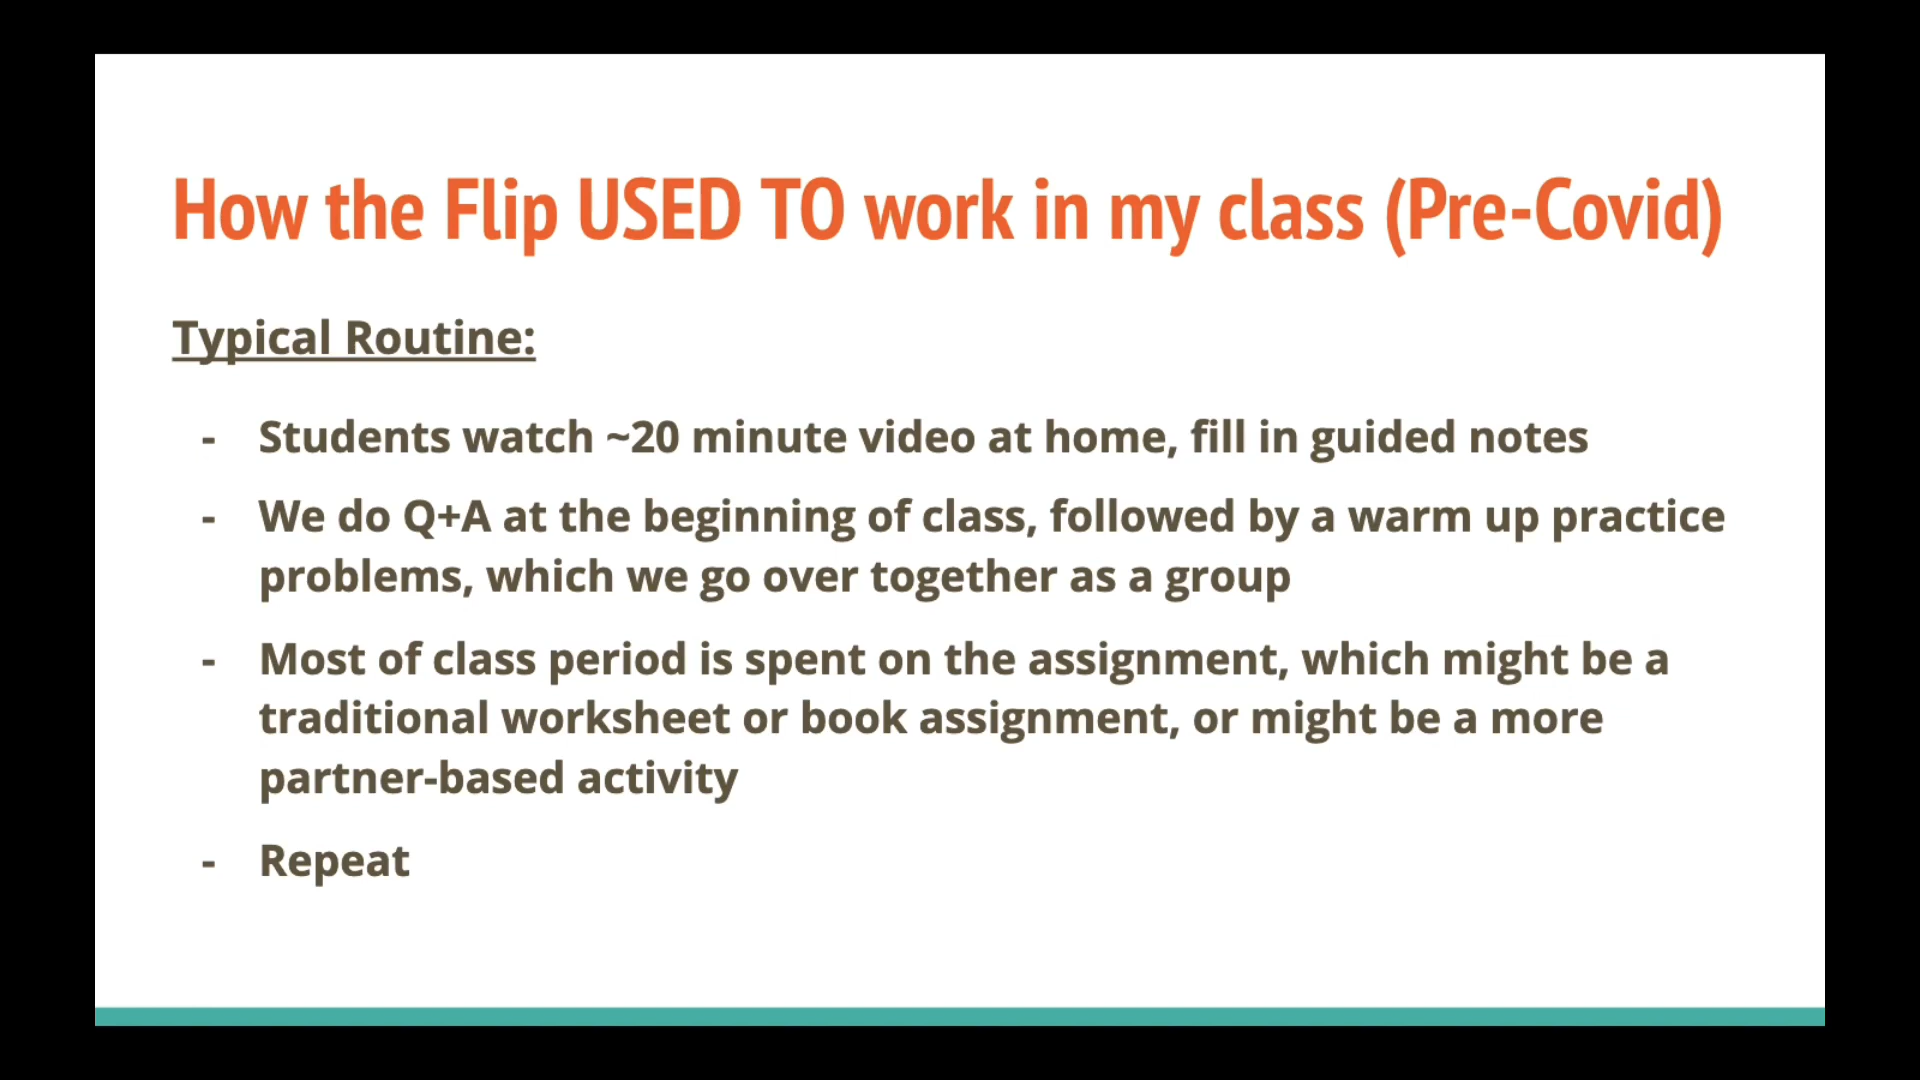 How the Flip USED TO work in my class (Pre-Covid)
Typical Routine:
- Students watch ~20 minute video at home, fill in guided notes
- We do Q+A at the beginning of class, followed by a warm up practice
problems, which we go over together as a group
- Most of class period is spent on the assignment, which might be a
traditional worksheet or book assignment, or might be a more
partner-based activity
- Repeat